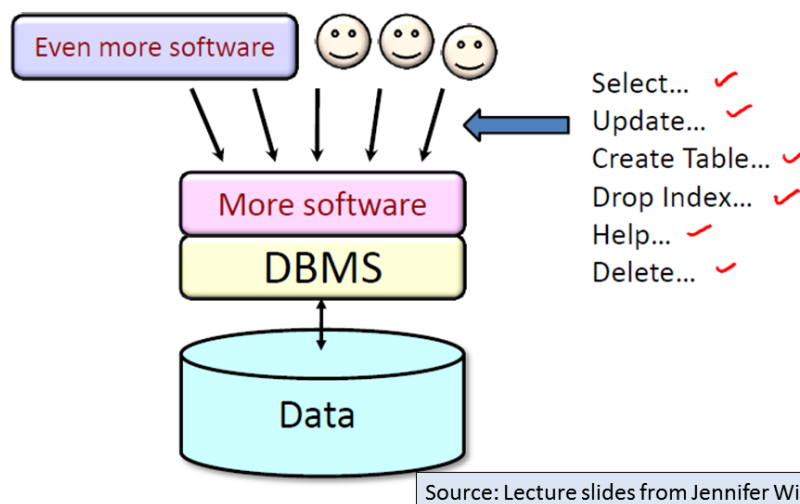 Even more software
Select...
Update...
Create Table...
Drop Index...
Help...
Delete...
More software
DBMS
Data
Source: Lecture slides from Jennifer Wi